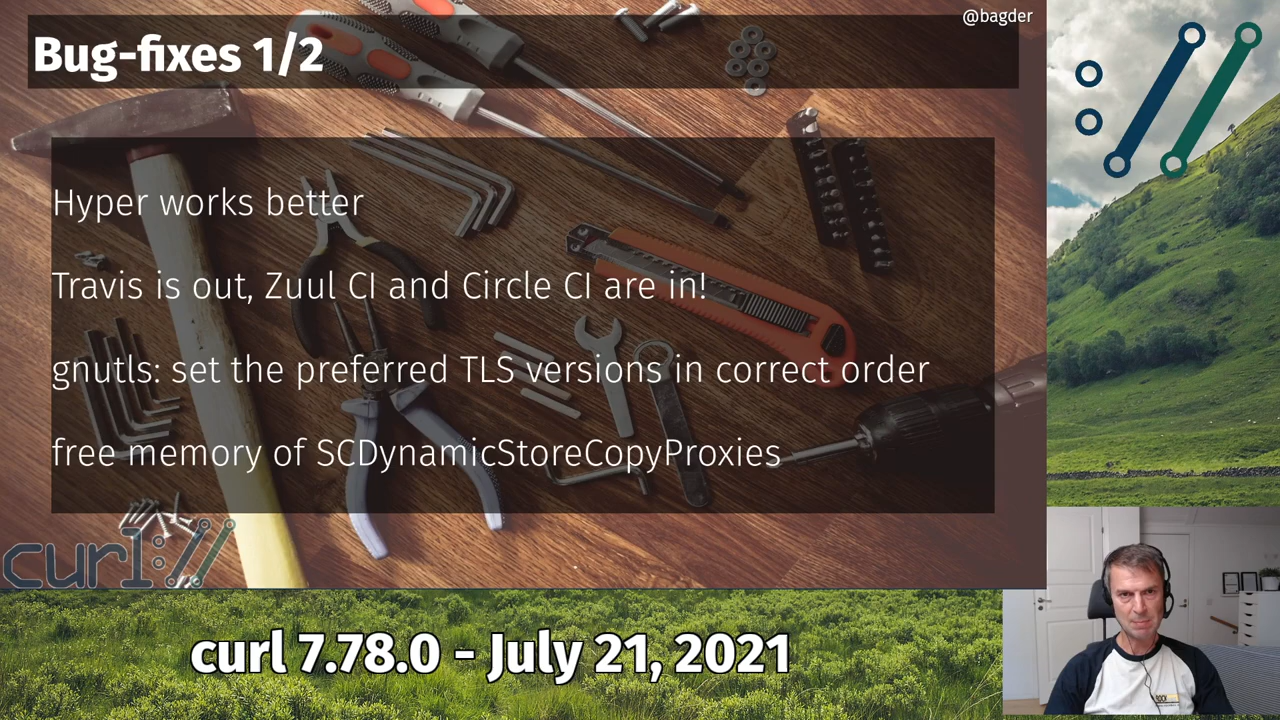 @bagder
Bug-fixes 1/2
Hyper works better
Travis is out, Zuul CI and Circle CI are in!
gnutls: set the preferred TLS versions in correct order
free memory of SCDynamicStoreCopyProxies
curl://
curl 7.78.0 - July 21, 2021